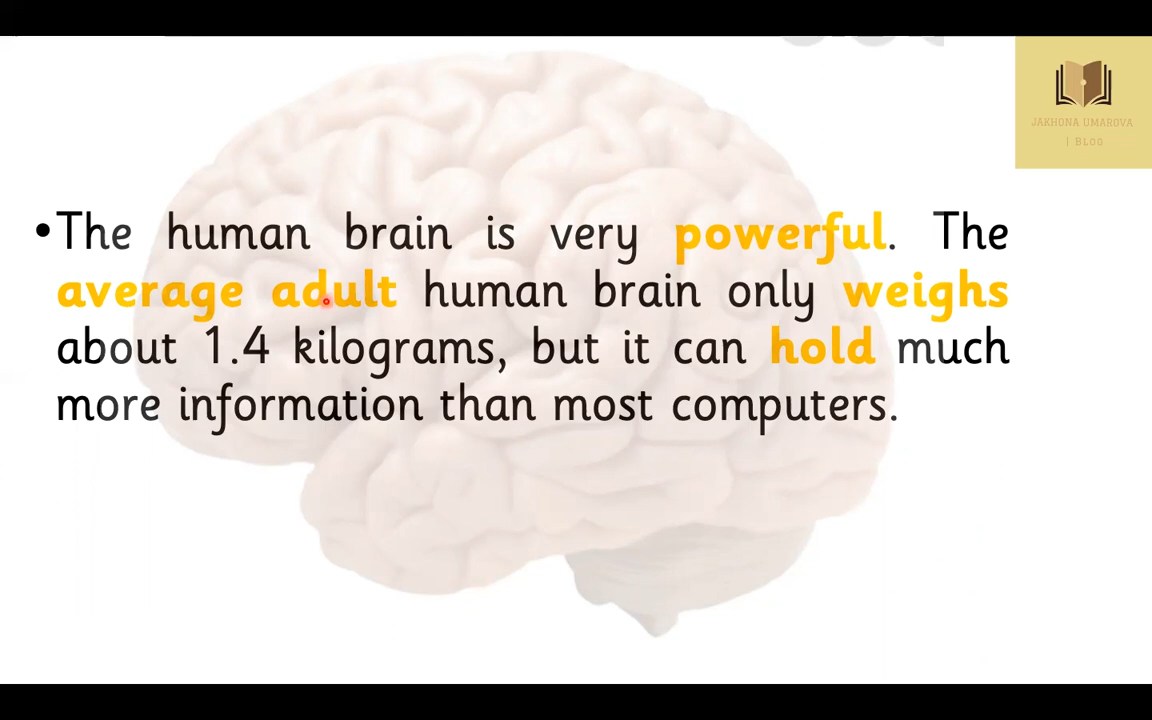 JAKHONA UMAROVA
| BLOG
•The human brain is very powerful. The
average adult human brain only weighs
about 1.4 kilograms, but it can hold much
more information than most computers.